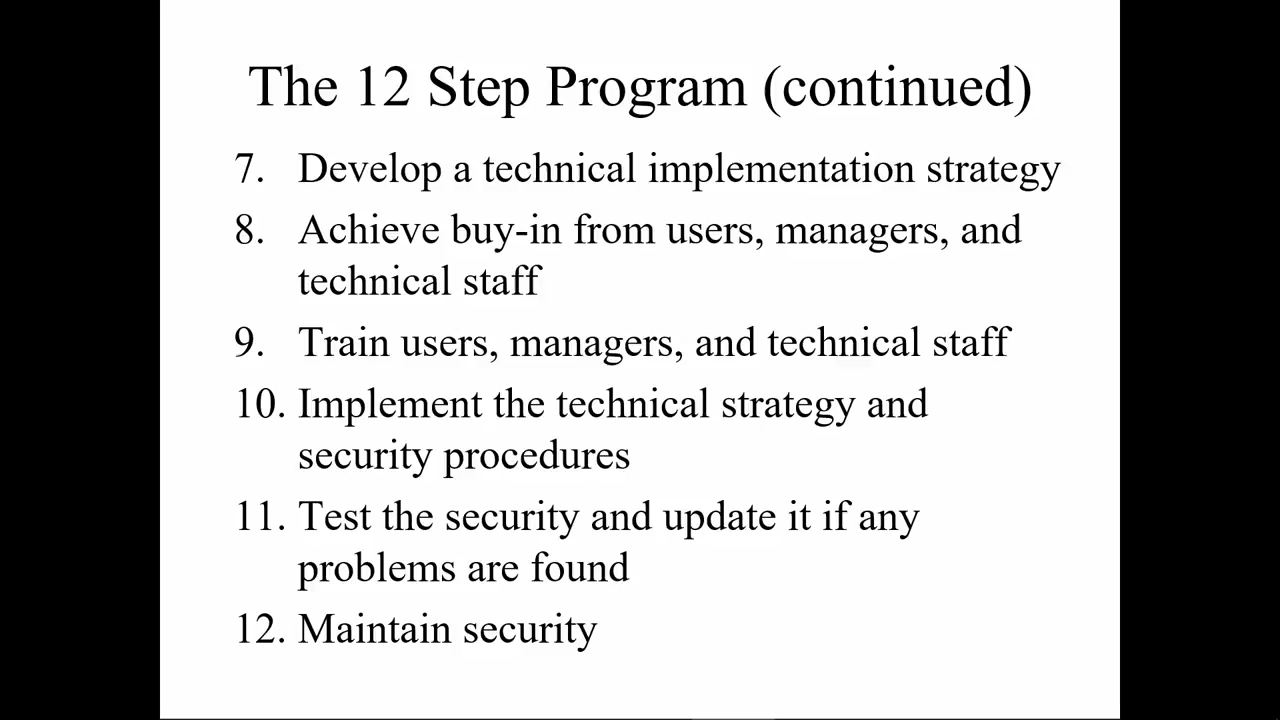 The 12 Step Program (continued)
7. Develop a technical implementation strategy
8. Achieve buy-in from users, managers, and
technical staff
9. Train users, managers, and technical staff
10. Implement the technical strategy and
security procedures
11. Test the security and update it if any
problems are found
12. Maintain security